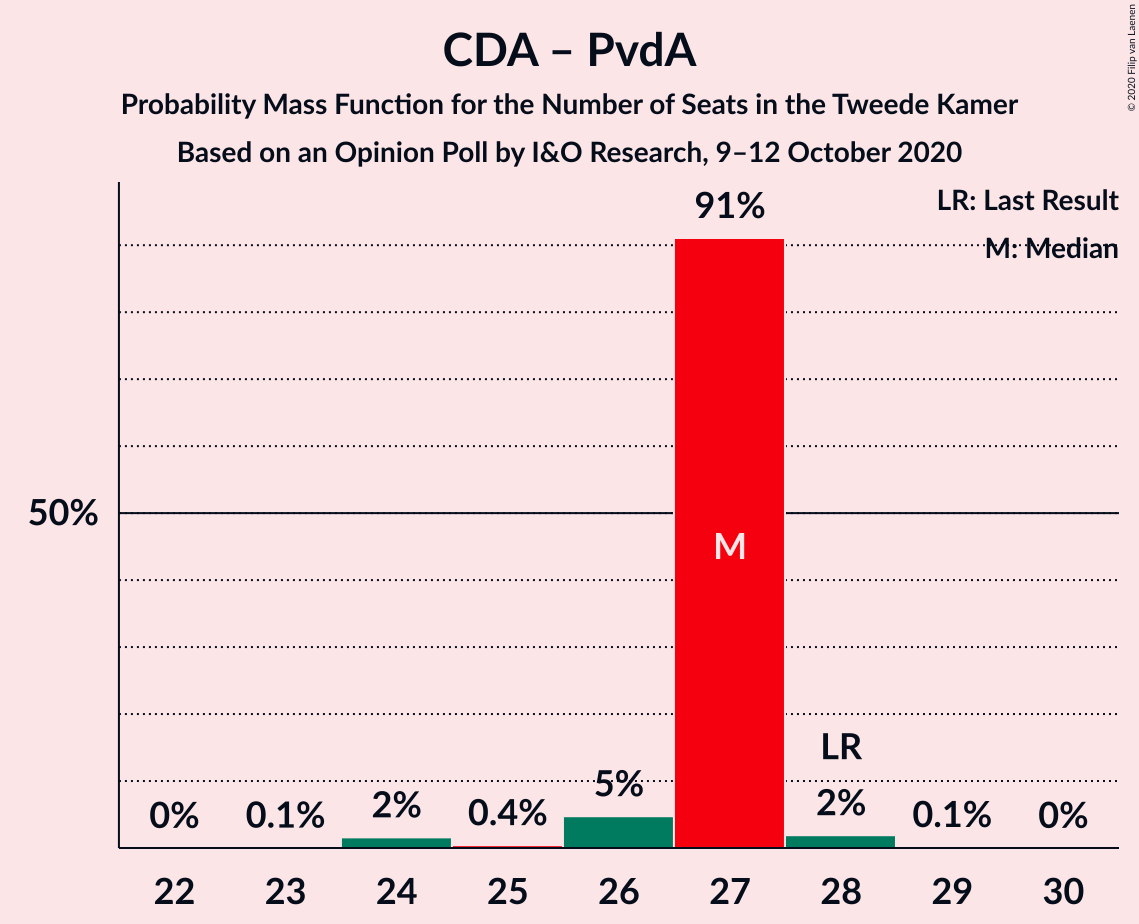 CDA – PvdA
Probability Mass Function for the Number of Seats in the Tweede Kamer
Based on an Opinion Poll by I&O Research, 9–12 October 2020
© 2020 Filip van Laenen
LR: Last Result
M: Median
91%
50%
M
LR
0%
0.1%
2%
0.4%
5%
2%
0.1%
0%
22 23 24 25 26 27 28 29 30